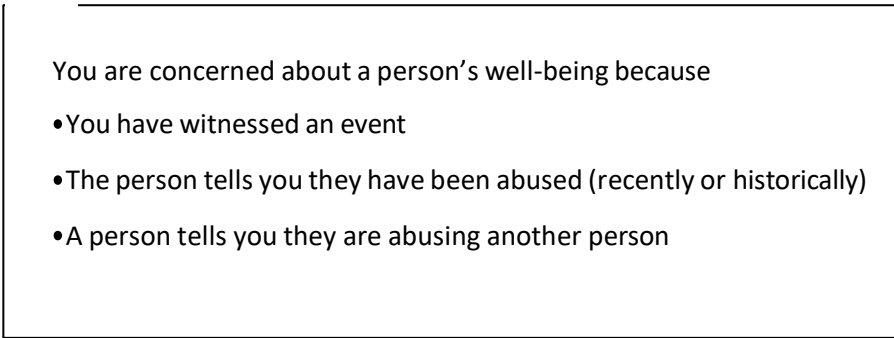 You are concerned about a person’s well-being because
•You have witnessed an event
•The person tells you they have been abused (recently or historically)
•A person tells you they are abusing another person